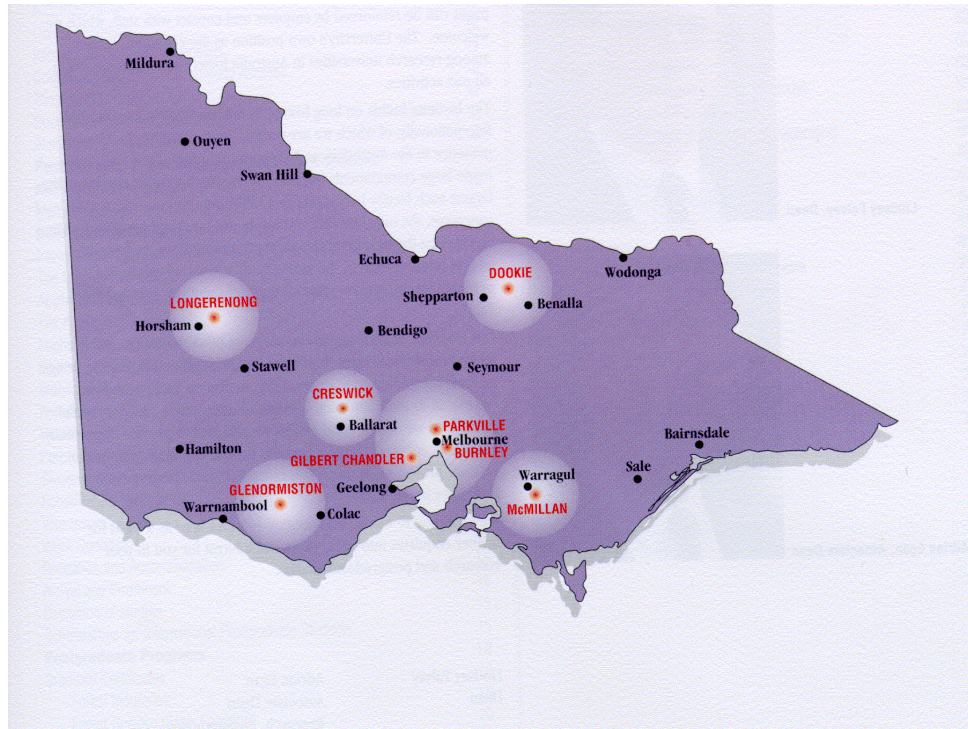 Mildura
Ouyen
Swan Hill
Echuca
DOOKIE
Wodonga
Shepparton
Benalla
LONGERENONG
Horsham
Bendigo
Stawell
Seymour
CRESWICK
Ballarat
PARKVILLE
Melbourne
BURNLEY
Bairnsdale
Hamilton
GILBERT CHANDLER
Sale
Warragul
GLENORMISTON
Geelong
McMILLAN
Warrnambool
Colac